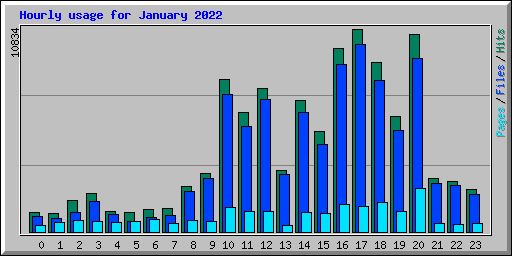 Hourly usage for January 2022
10834
Pages/Files/Hits
0 1 2 3 4 5 6 7 8 9 10 11 12 13 14 15 16 17 18 19 20 21 22 23